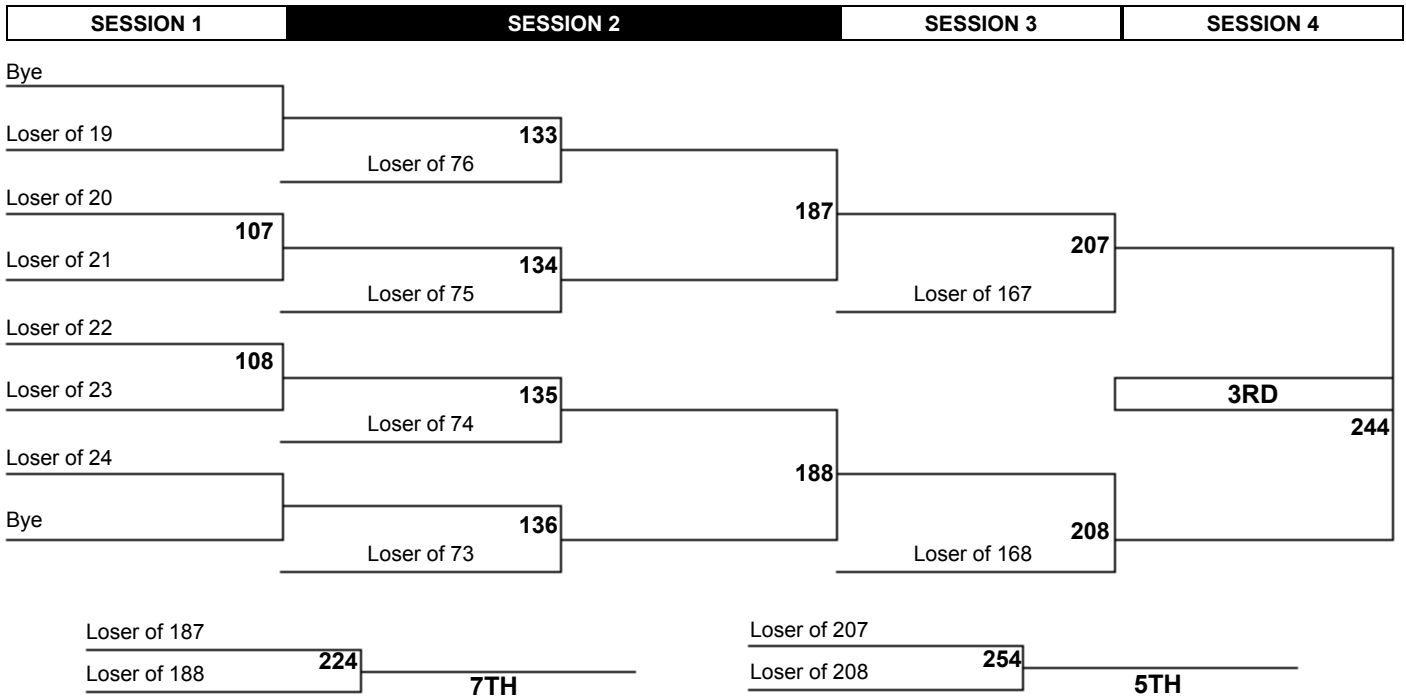 SESSION 1 SESSION 2 SESSION 3 SESSION 4
Bye
Loser of 19
133
Loser of 76
Loser of 20
187
107
207
Loser of 21
134
Loser of 75
Loser of 167
Loser of 22
108
Loser of 23
135
3RD
Loser of 74
244
Loser of 24
188
Bye
136
208
Loser of 73
Loser of 168
Loser of 187
224
Loser of 188
7TH
Loser of 207
254
Loser of 208
5TH